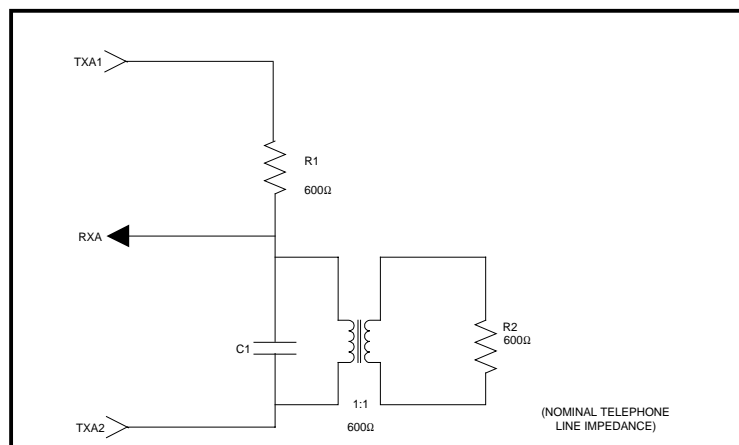 TXA1
R1
600Ω
RXA
R2
600Ω
C1
1:1
600Ω
TXA2
(NOMINAL TELEPHONE
LINE IMPEDANCE)